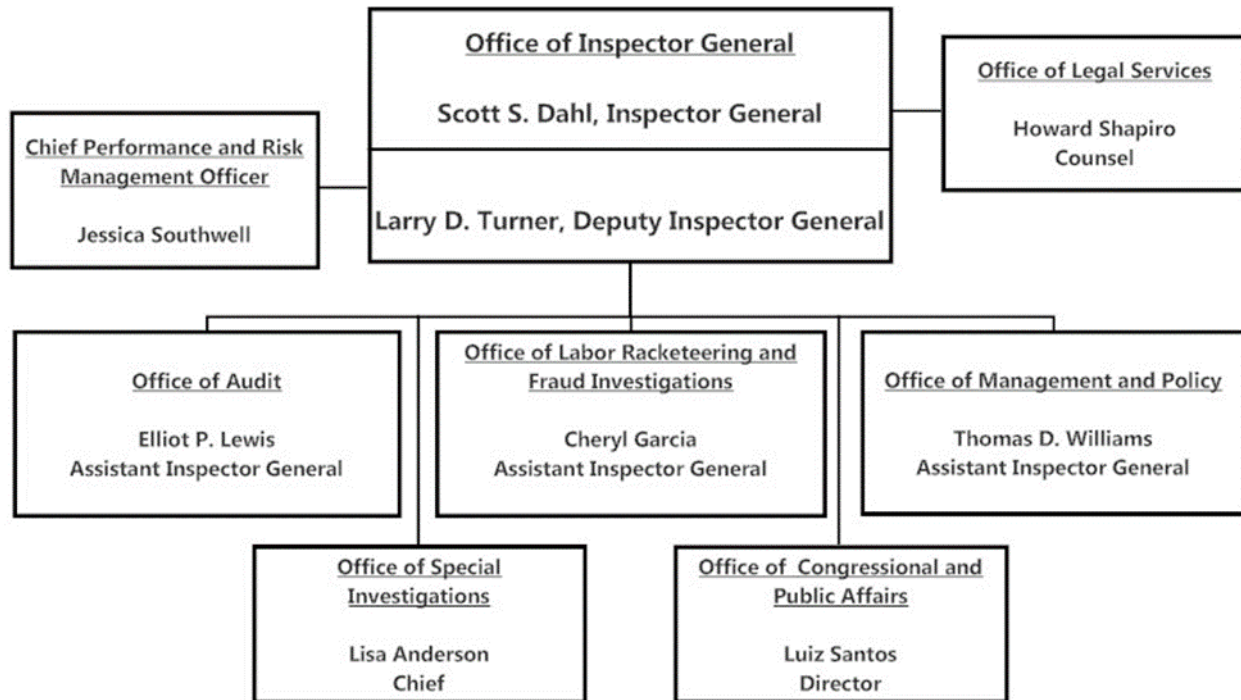 Office of Inspector General
Scott S. Dahl, Inspector General
Larry D. Turner, Deputy Inspector General
Office of Legal Services
Howard Shapiro
Counsel
Chief Performance and Risk
Management Officer
Jessica Southwell
Office of Audit
Elliot P. Lewis
Assistant Inspector General
Office of Labor Racketeering and
Fraud Investigations
Cheryl Garcia
Assistant Inspector General
Office of Management and Policy
Thomas D. Williams
Assistant Inspector General
Office of Special
Investigations
Lisa Anderson
Chief
Office of Congressional and
Public Affairs
Luiz Santos
Director